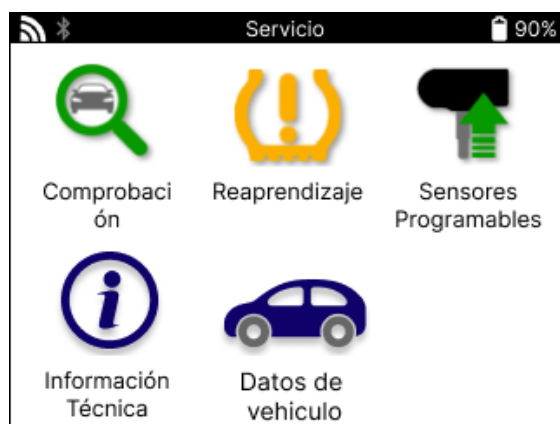 Servicio
90%
Comprobaci
ón
Reaprendizaje
Sensores
Programables
Información
Técnica
Datos de
vehiculo